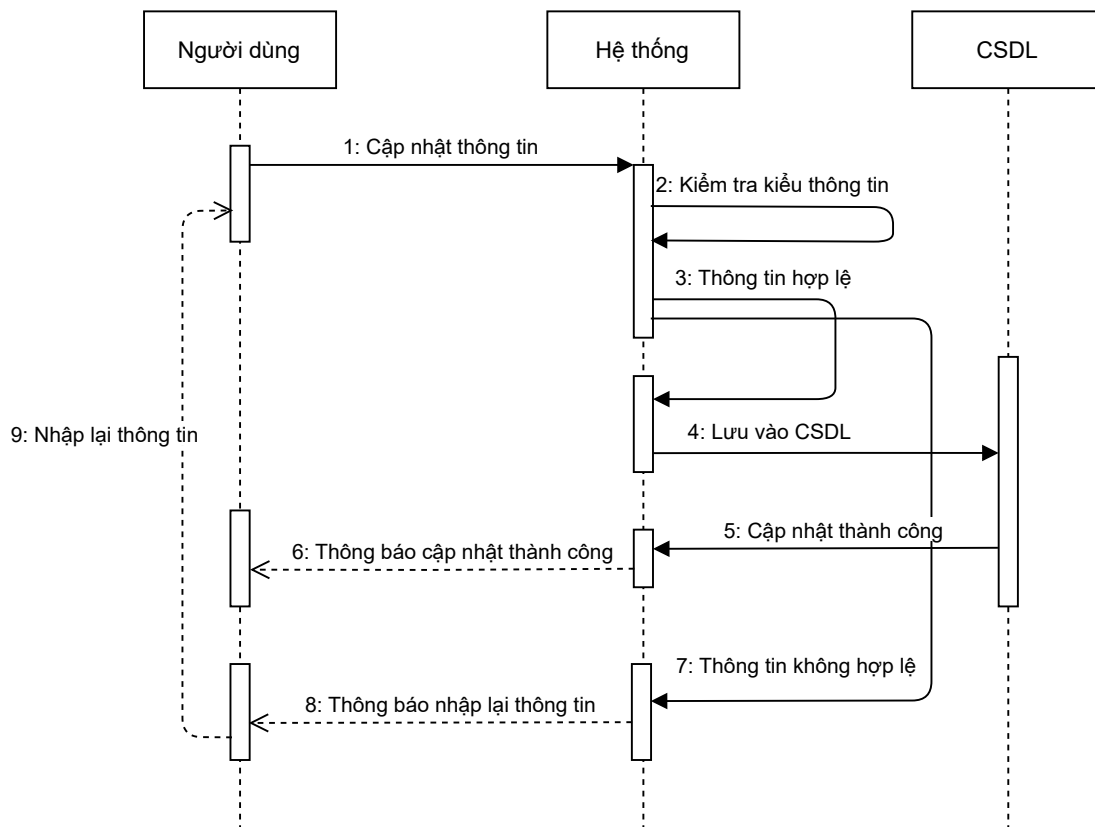 Người dùng
Hệ thống
CSDL
1: Cập nhật thông tin
2: Kiểm tra kiểu thông tin
3: Thông tin hợp lệ
4: Lưu vào CSDL
9: Nhập lại thông tin
5: Cập nhật thành công
6: Thông báo cập nhật thành công
7: Thông tin không hợp lệ
8: Thông báo nhập lại thông tin